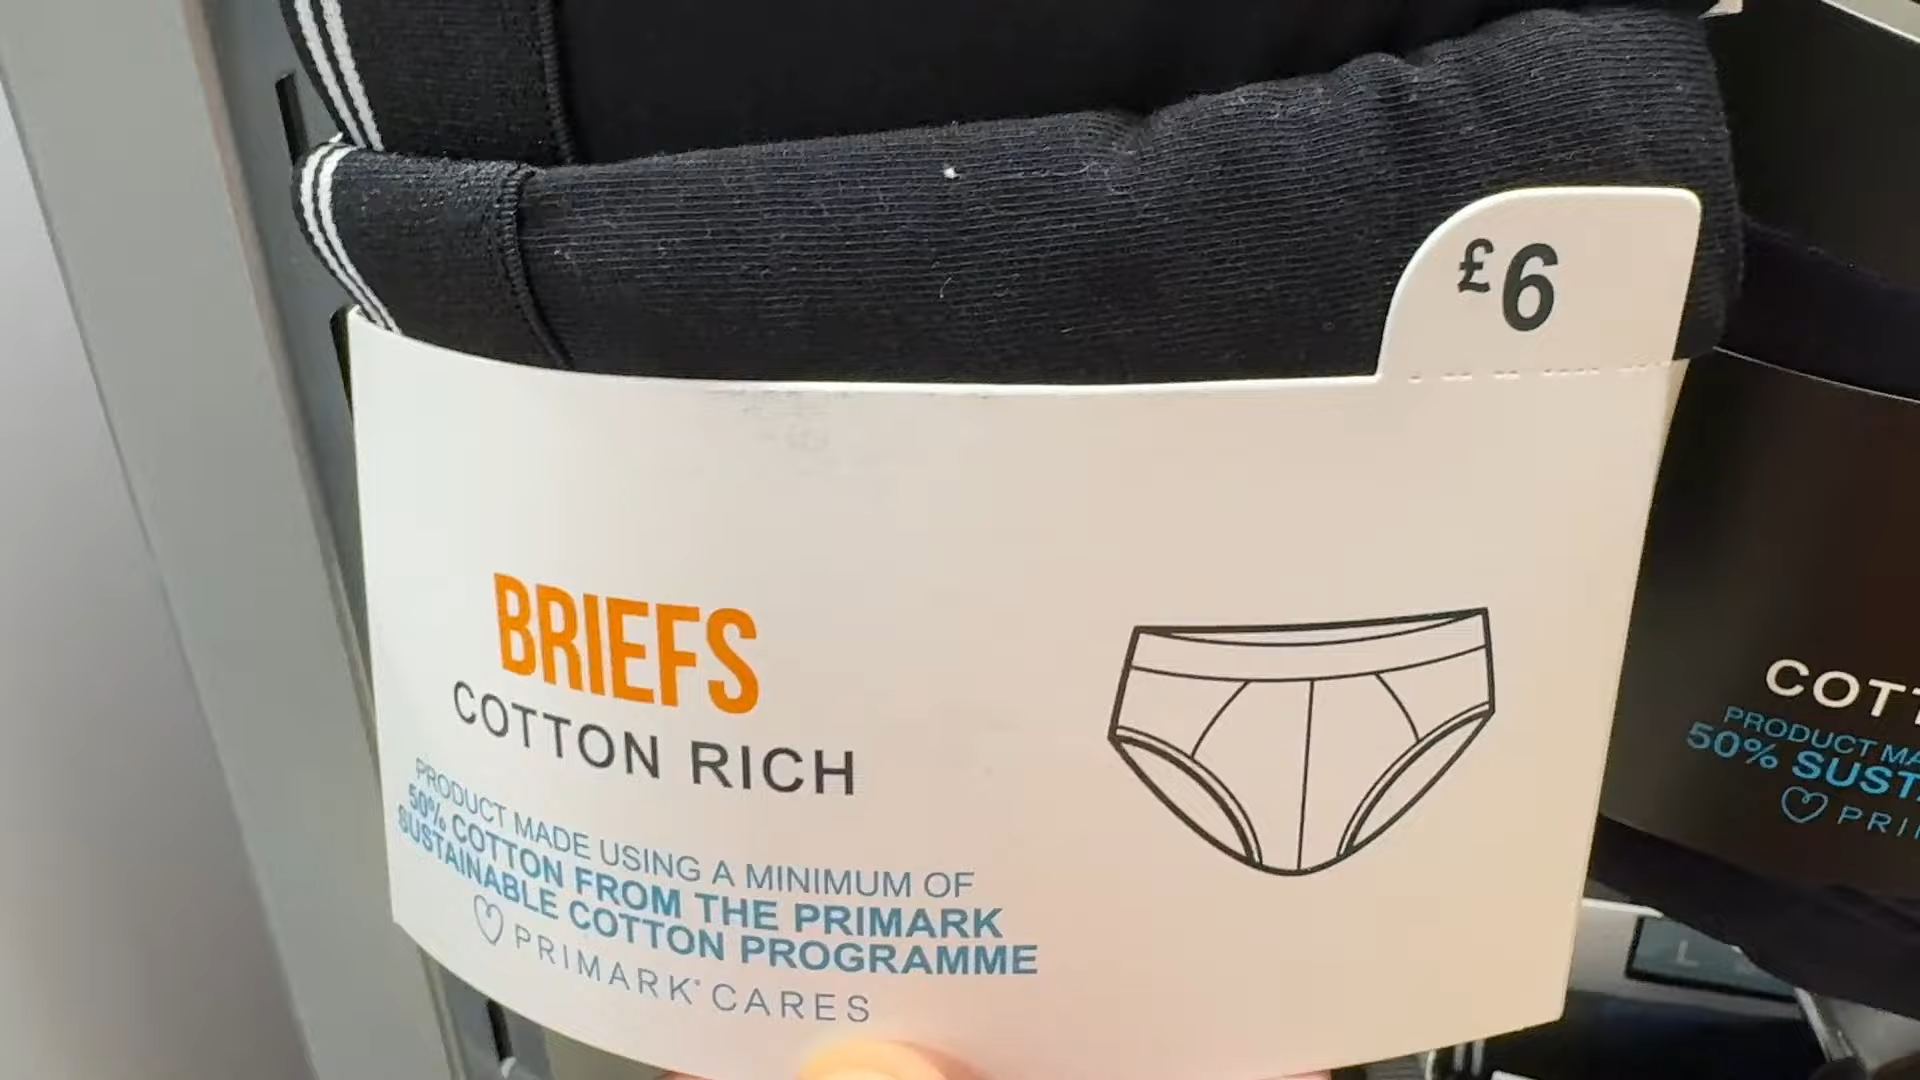 £6
BRIEFS
COTTON RICH
PRODUCT MADE USING A MINIMUM OF
50% COTTON FROM THE PRIMARK
SUSTAINABLE COTTON PROGRAMME
PRIMARK CARES
COTT
PRODUCT MA
50% SUSTA
PRI
L